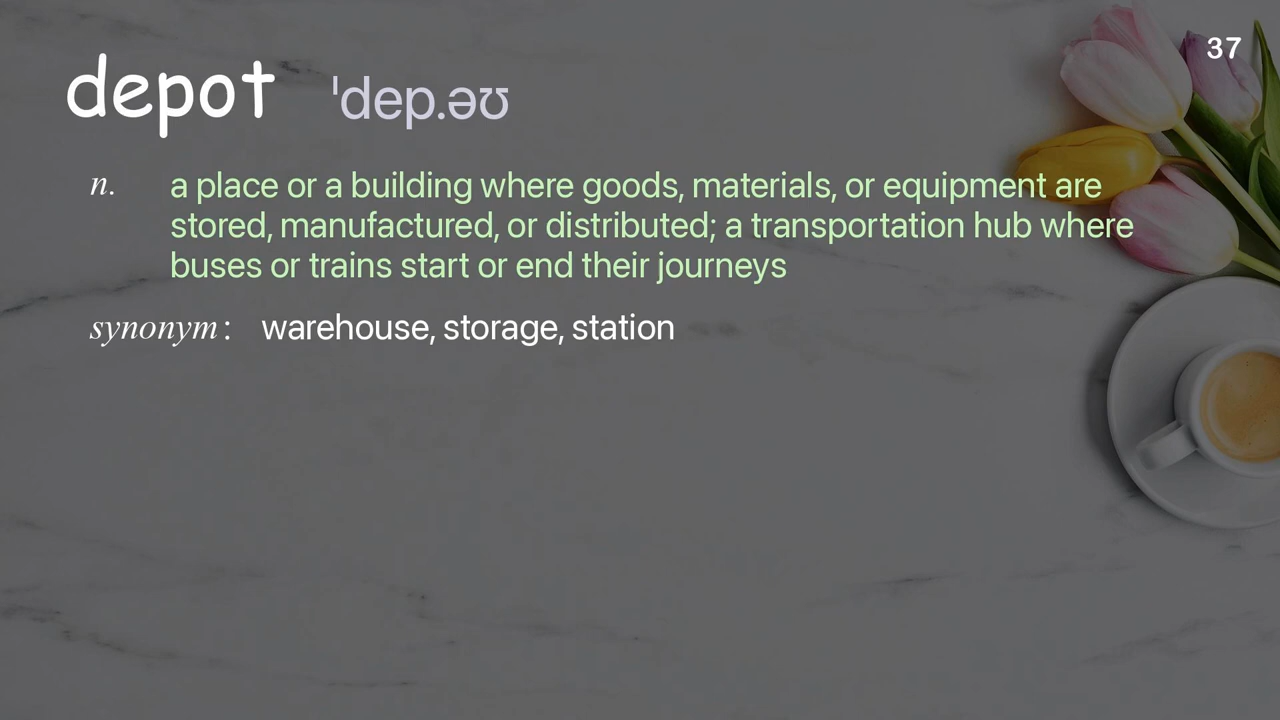 37
depot ˈdep.əʊ
n. a place or a building where goods, materials, or equipment are
stored, manufactured, or distributed; a transportation hub where
buses or trains start or end their journeys
synonym: warehouse, storage, station